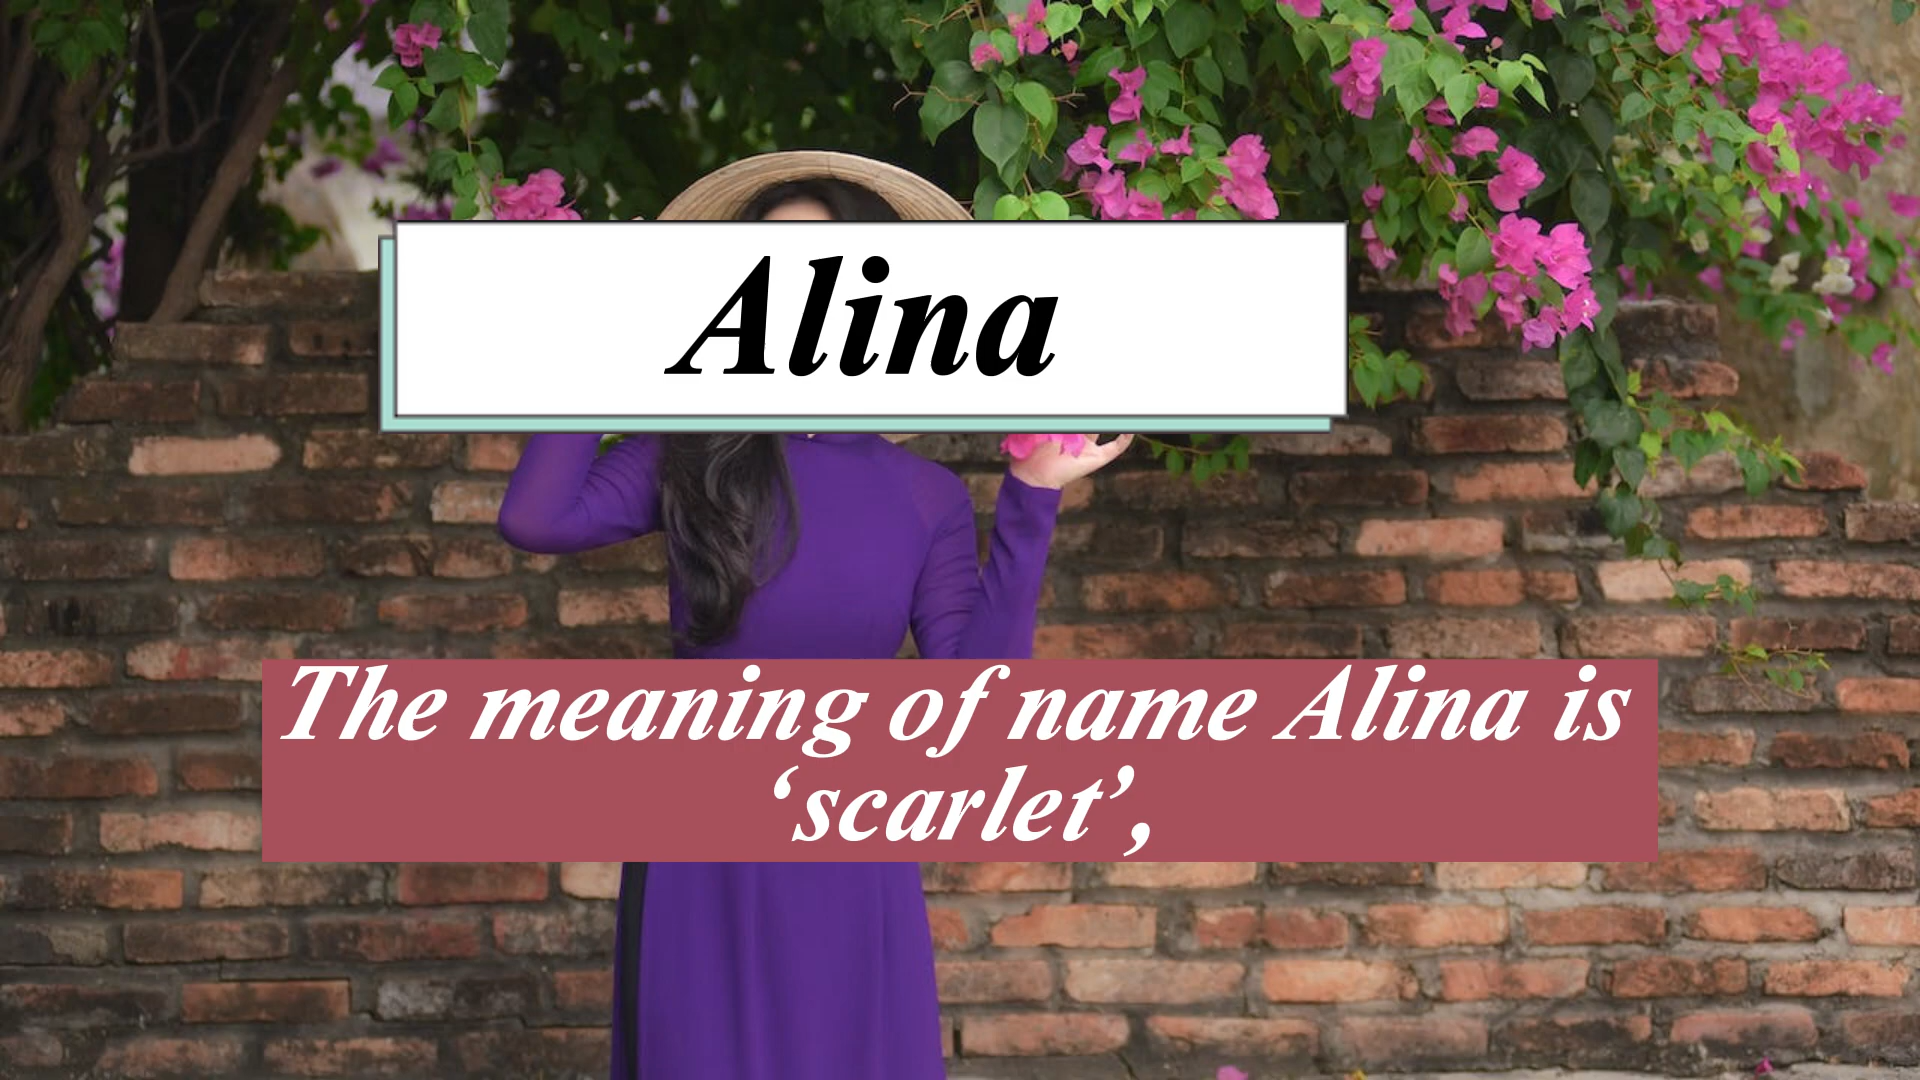 Alina
The meaning of name Alina is
‘scarlet’,